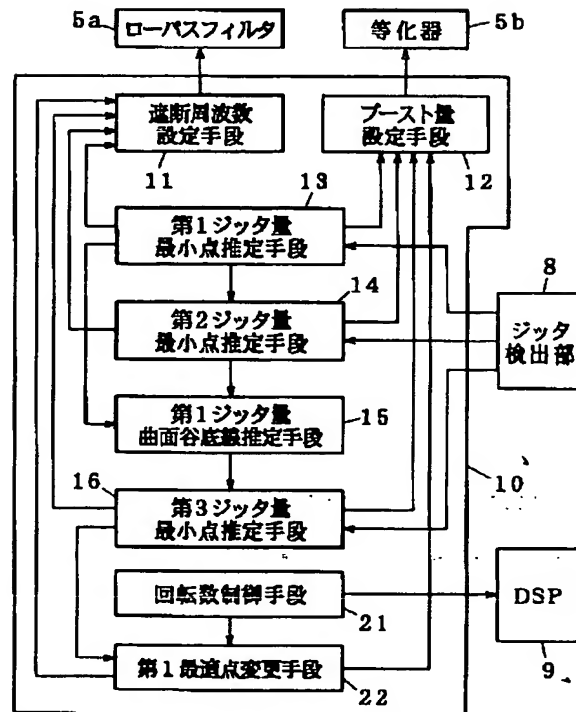 5a
ローパスフィルタ
等化器
5b
遮断周波数
設定手段
11
ブースト量
設定手段
12
13
第1ジッタ量
最小点推定手段
14
第2ジッタ量
最小点推定手段
8
ジッタ
検出部
第1ジッタ量
曲面谷底線推定手段
15
16
第3ジッタ量
最小点推定手段
10
回転数制御手段
21
DSP
9
第1最適点変更手段
22